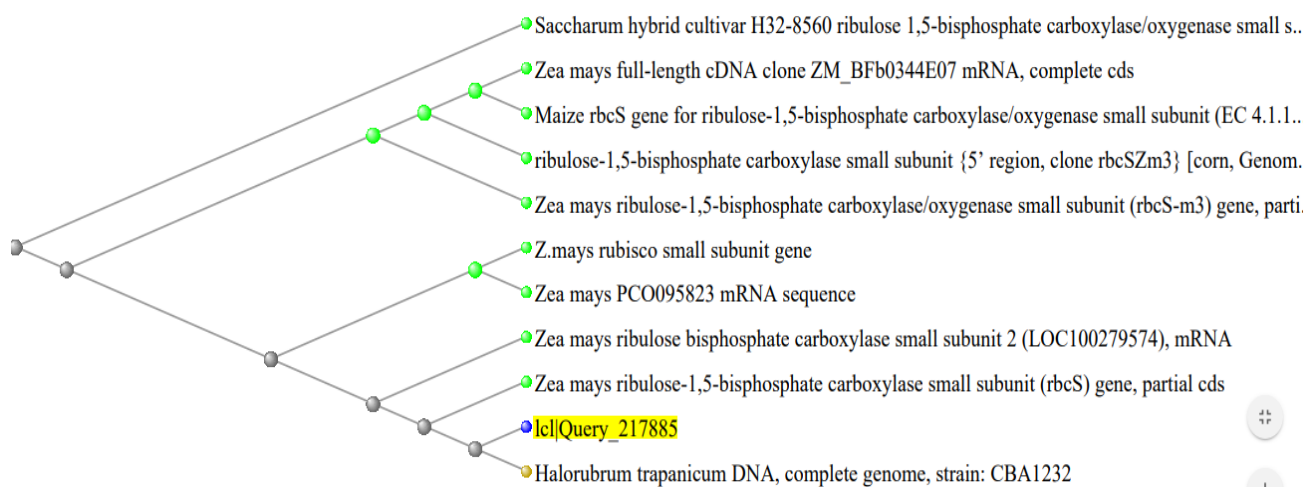 Saccharum hybrid cultivar H32-8560 ribulose 1,5-bisphosphate carboxylase/oxygenase small s..
Zea mays full-length cDNA clone ZM_BFb0344E07 mRNA, complete cds
Maize rbcS gene for ribulose-1,5-bisphosphate carboxylase/oxygenase small subunit (EC 4.1.1..
ribulose-1,5-bisphosphate carboxylase small subunit {5' region, clone rbcSZm3} [corn, Genom.
Zea mays ribulose-1,5-bisphosphate carboxylase/oxygenase small subunit (rbcS-m3) gene, parti.
Z.mays rubisco small subunit gene
Zea mays PCO095823 mRNA sequence
Zea mays ribulose bisphosphate carboxylase small subunit 2 (LOC100279574), mRNA
Zea mays ribulose-1,5-bisphosphate carboxylase small subunit (rbcS) gene, partial cds
lcl|Query_217885
Halorubrum trapanicum DNA, complete genome, strain: CBA1232